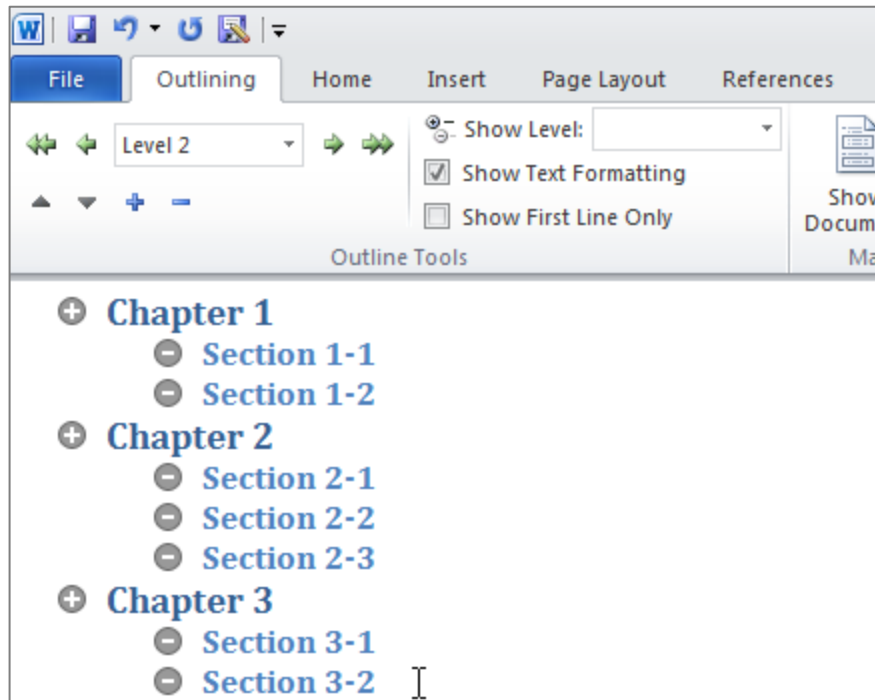 W
File Outlining Home Insert Page Layout References
Level 2
Show Level:
Show Text Formatting
Show First Line Only
Outline Tools
Chapter 1
Section 1-1
Section 1-2
Chapter 2
Section 2-1
Section 2-2
Section 2-3
Chapter 3
Section 3-1
Section 3-2